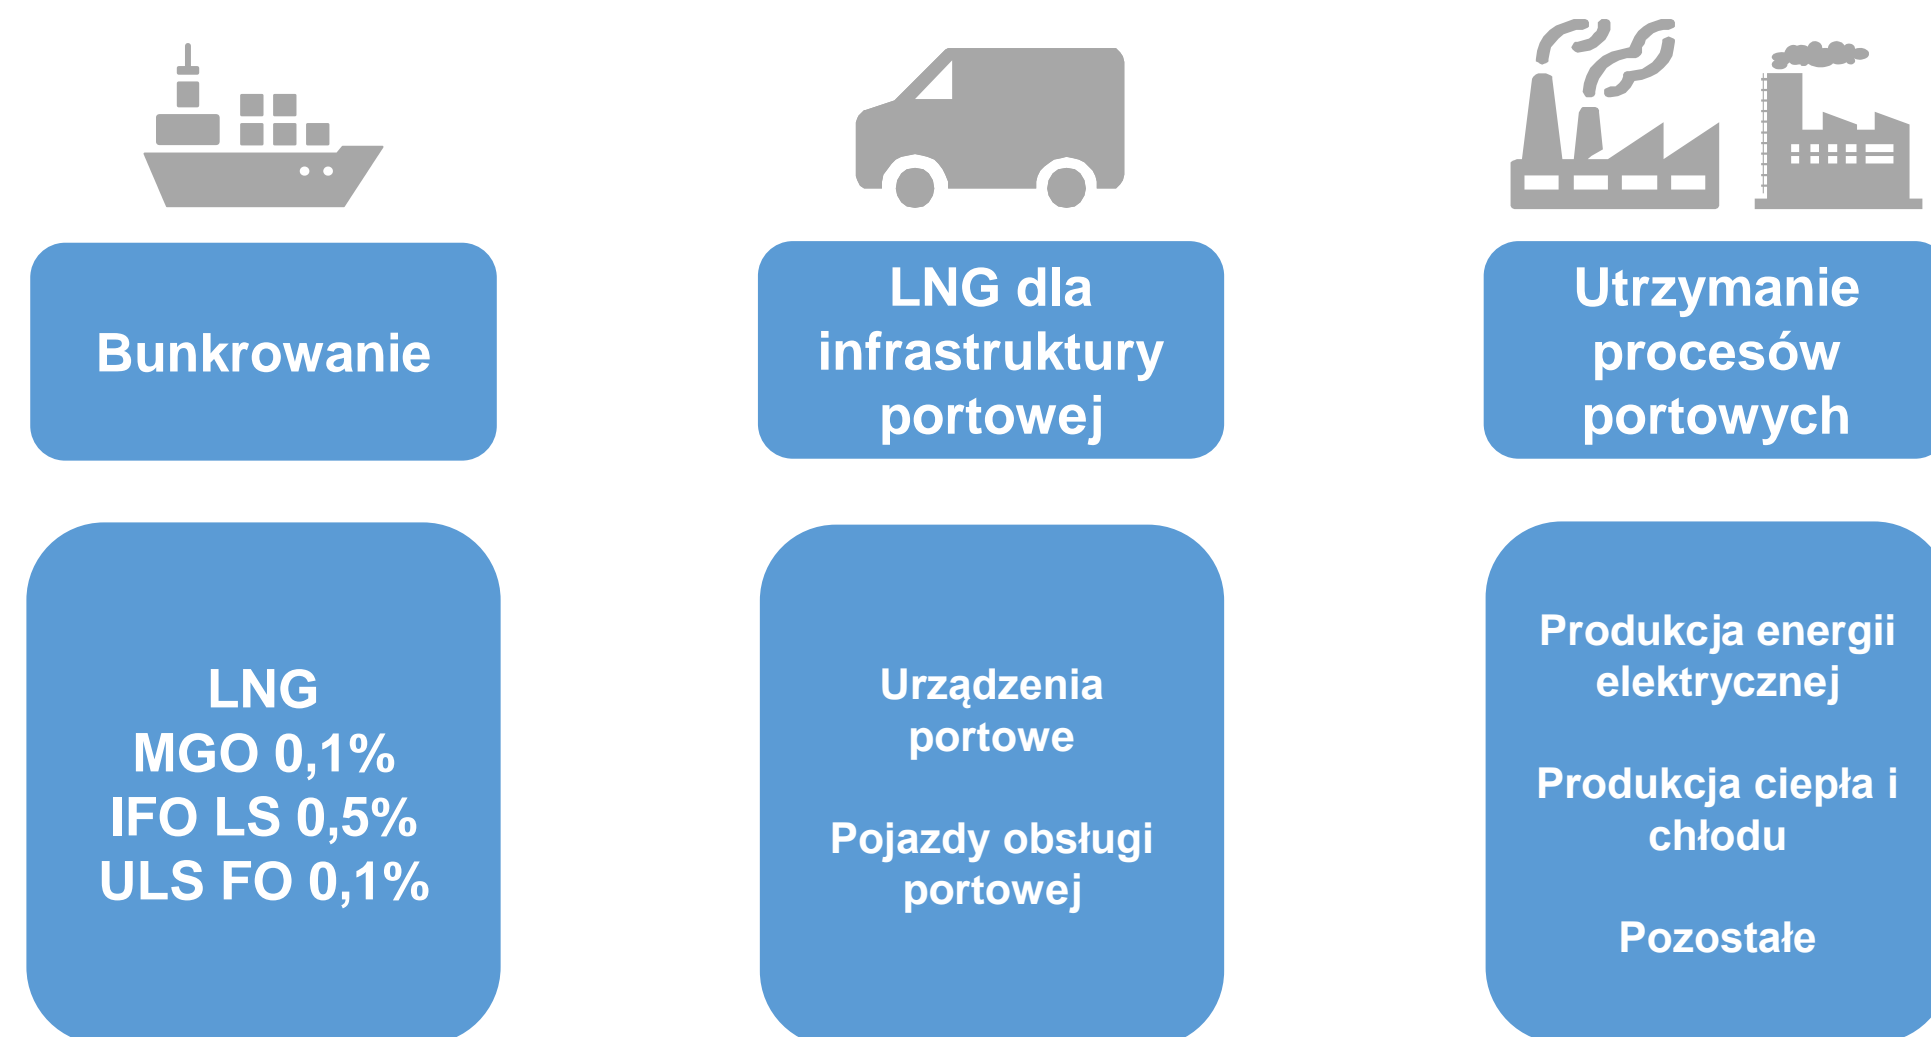 Bunkrowanie
LNG dla
infrastruktury
portowej
Utrzymanie
procesów
portowych
LNG
MGO 0,1%
IFO LS 0,5%
ULS FO 0,1%
Urządzenia
portowe
Pojazdy obsługi
portowej
Produkcja energii
elektrycznej
Produkcja ciepła i
chłodu
Pozostałe